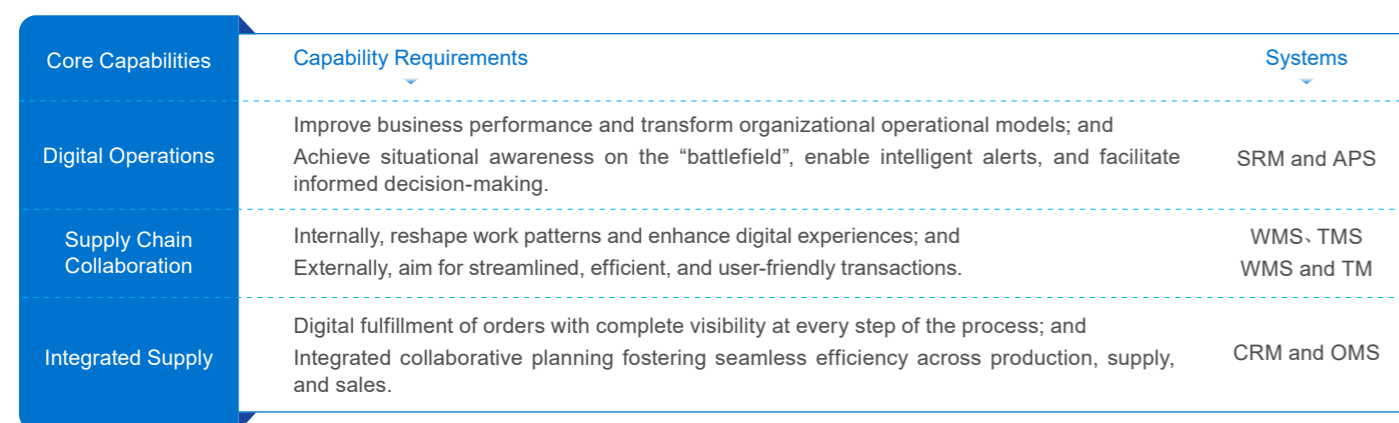 Core Capabilities
Capability Requirements
Systems
Digital Operations
Improve business performance and transform organizational operational models; and
Achieve situational awareness on the “battlefield”, enable intelligent alerts, and facilitate
informed decision-making.
SRM and APS
Supply Chain
Collaboration
Internally, reshape work patterns and enhance digital experiences; and
Externally, aim for streamlined, efficient, and user-friendly transactions.
WMS、TMS
WMS and TM
Integrated Supply
Digital fulfillment of orders with complete visibility at every step of the process; and
Integrated collaborative planning fostering seamless efficiency across production, supply,
and sales.
CRM and OMS